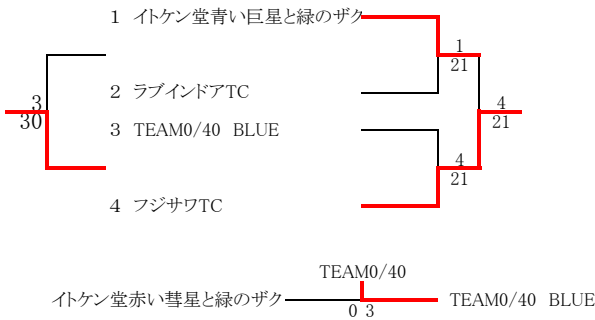 1 イトケン堂青い巨星と緑のザク
1
21
2 ラブインドアTC
3
30
4
21
3 TEAM0/40 BLUE
4
21
4 フジサワTC
TEAM0/40
イトケン堂赤い彗星と緑のザク TEAM0/40 BLUE
0 3